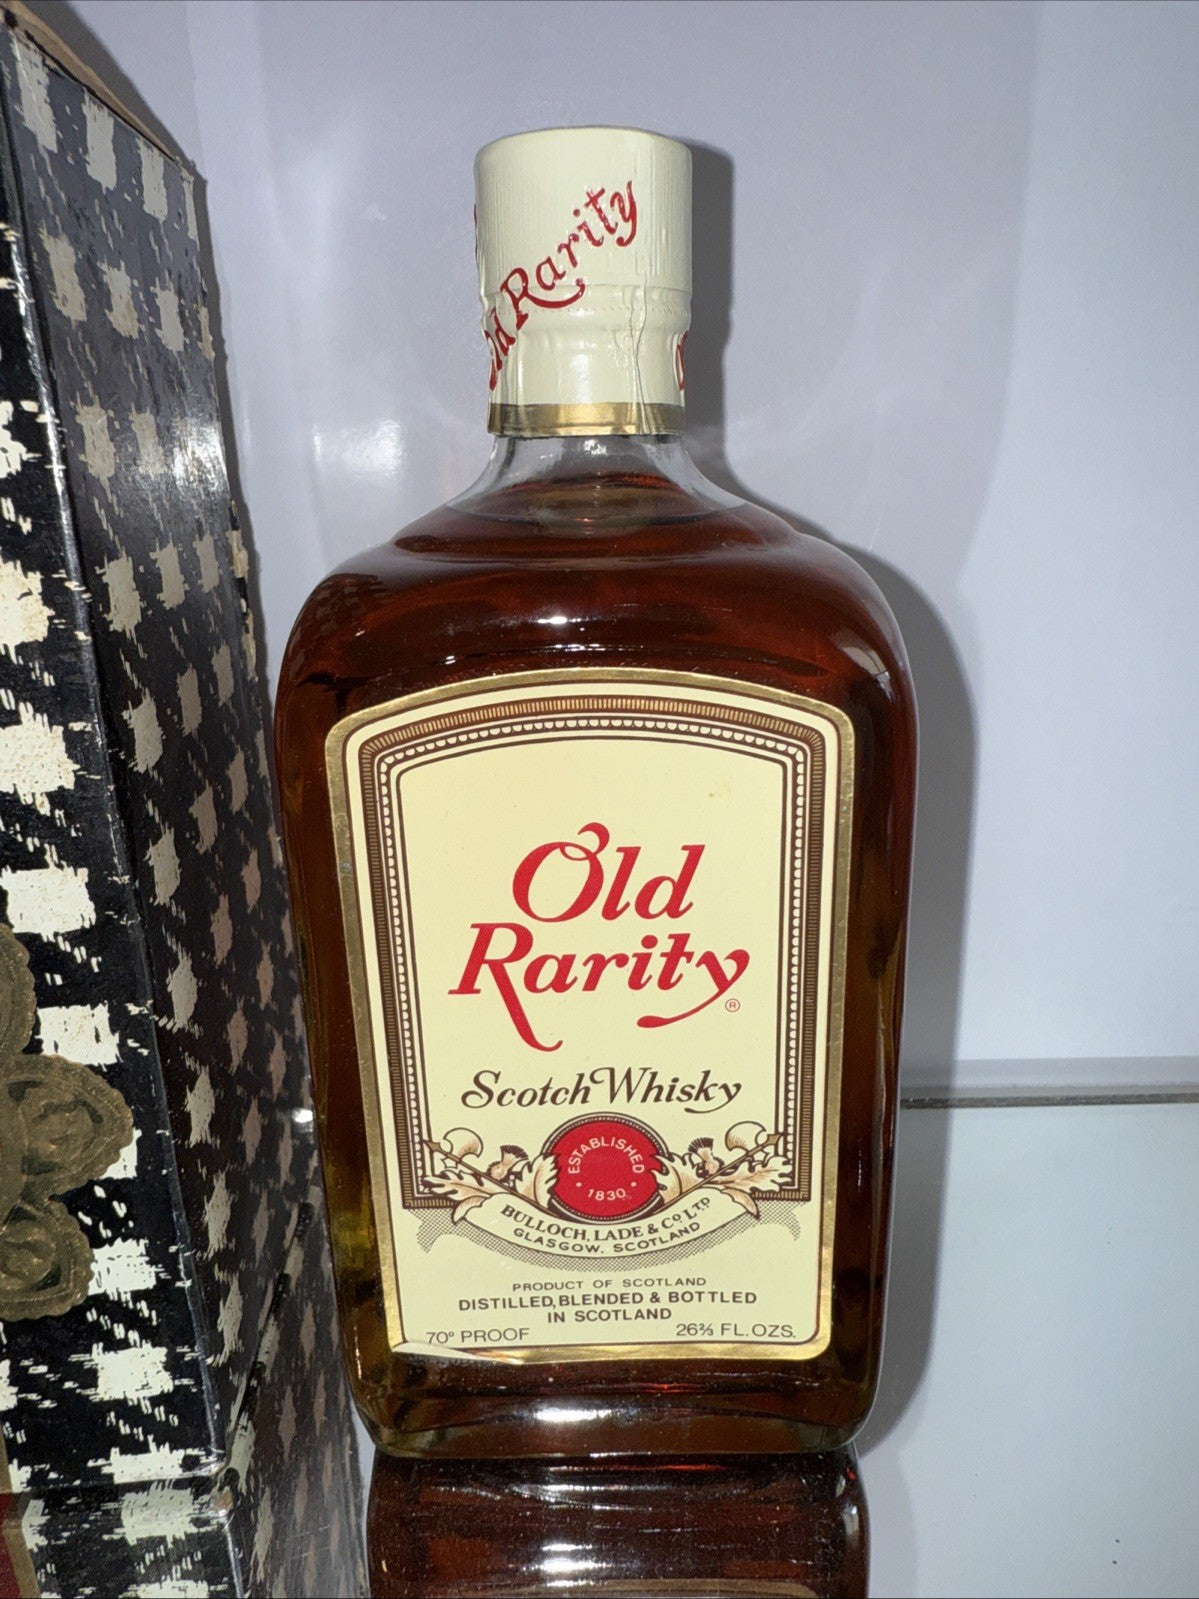 Old Rarity
Old
Rarity®
Scotch Whisky
ESTABLISHED
· 1830 ·
BULLOCH, LADE & Cº LTD
GLASGOW. SCOTLAND
PRODUCT OF SCOTLAND
DISTILLED, BLENDED & BOTTLED
IN SCOTLAND
70° PROOF 26⅔ FL.OZS.